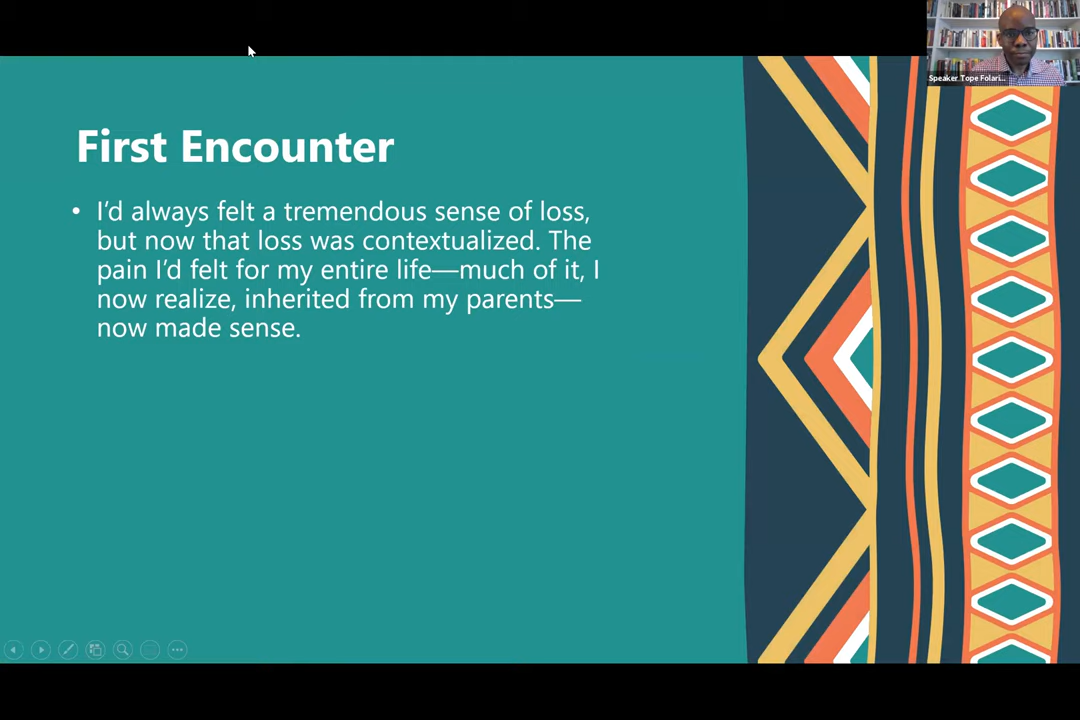 Speaker Tope Folari...
First Encounter
• I'd always felt a tremendous sense of loss,
but now that loss was contextualized. The
pain I'd felt for my entire life—much of it, I
now realize, inherited from my parents—
now made sense.